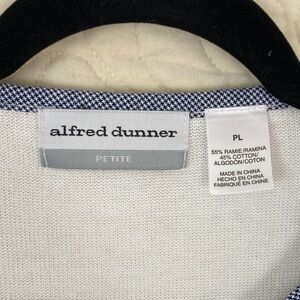 alfred dunner
PETITE
PL
55% RAMIE/RAMINA
45% COTTON/
ALGODÓN/COTON
MADE IN CHINA
HECHO EN CHINA
FABRIQUÉ EN CHINE